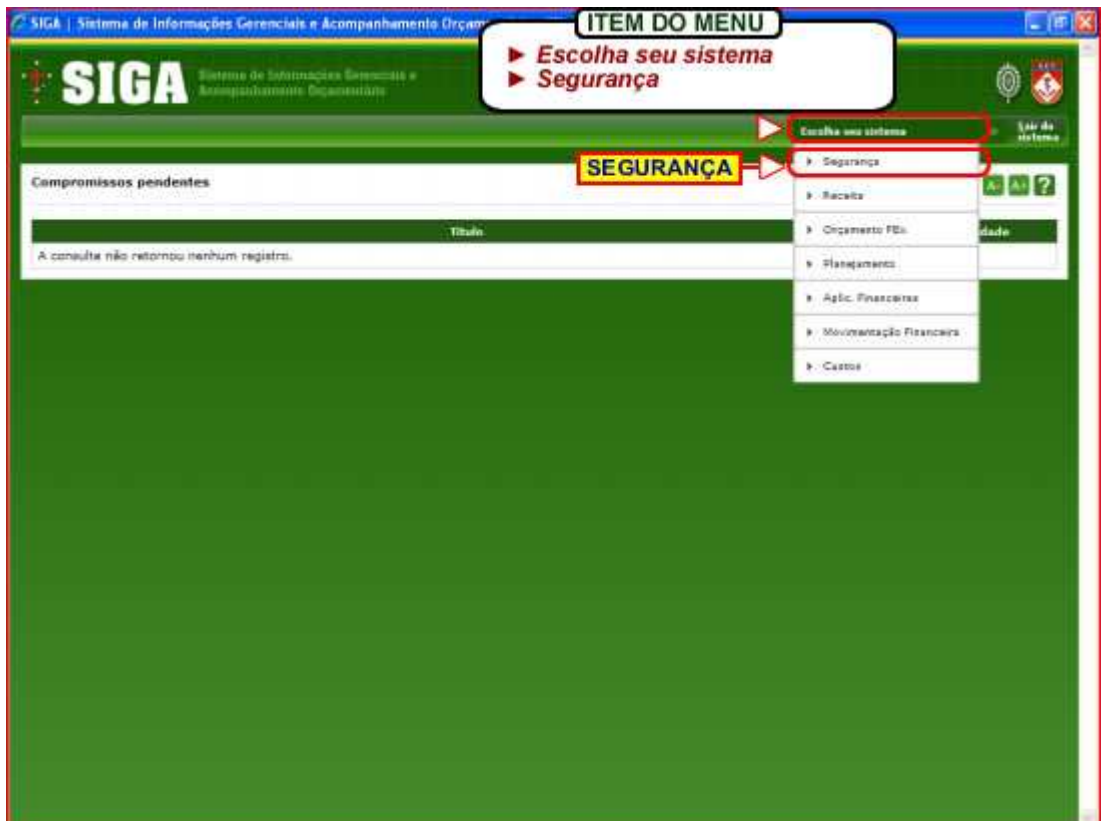 SIGA | Sistema de Informações Gerenciais e Acompanhamento Orçam
ITEM DO MENU
► Escolha seu sistema
► Segurança
SIGA
Sistema de Informações Gerenciais e
Acompanhamento Orçamentário
Escolha seu sistema
Sair do
sistema
SEGURANÇA
Segurança
Compromissos pendentes
A- A+ ?
Receita
Título
Orçamento PEx
dade
A consulta não retornou nenhum registro.
Planejamento
Aplic. Financeiras
Movimentação Financeira
Custos